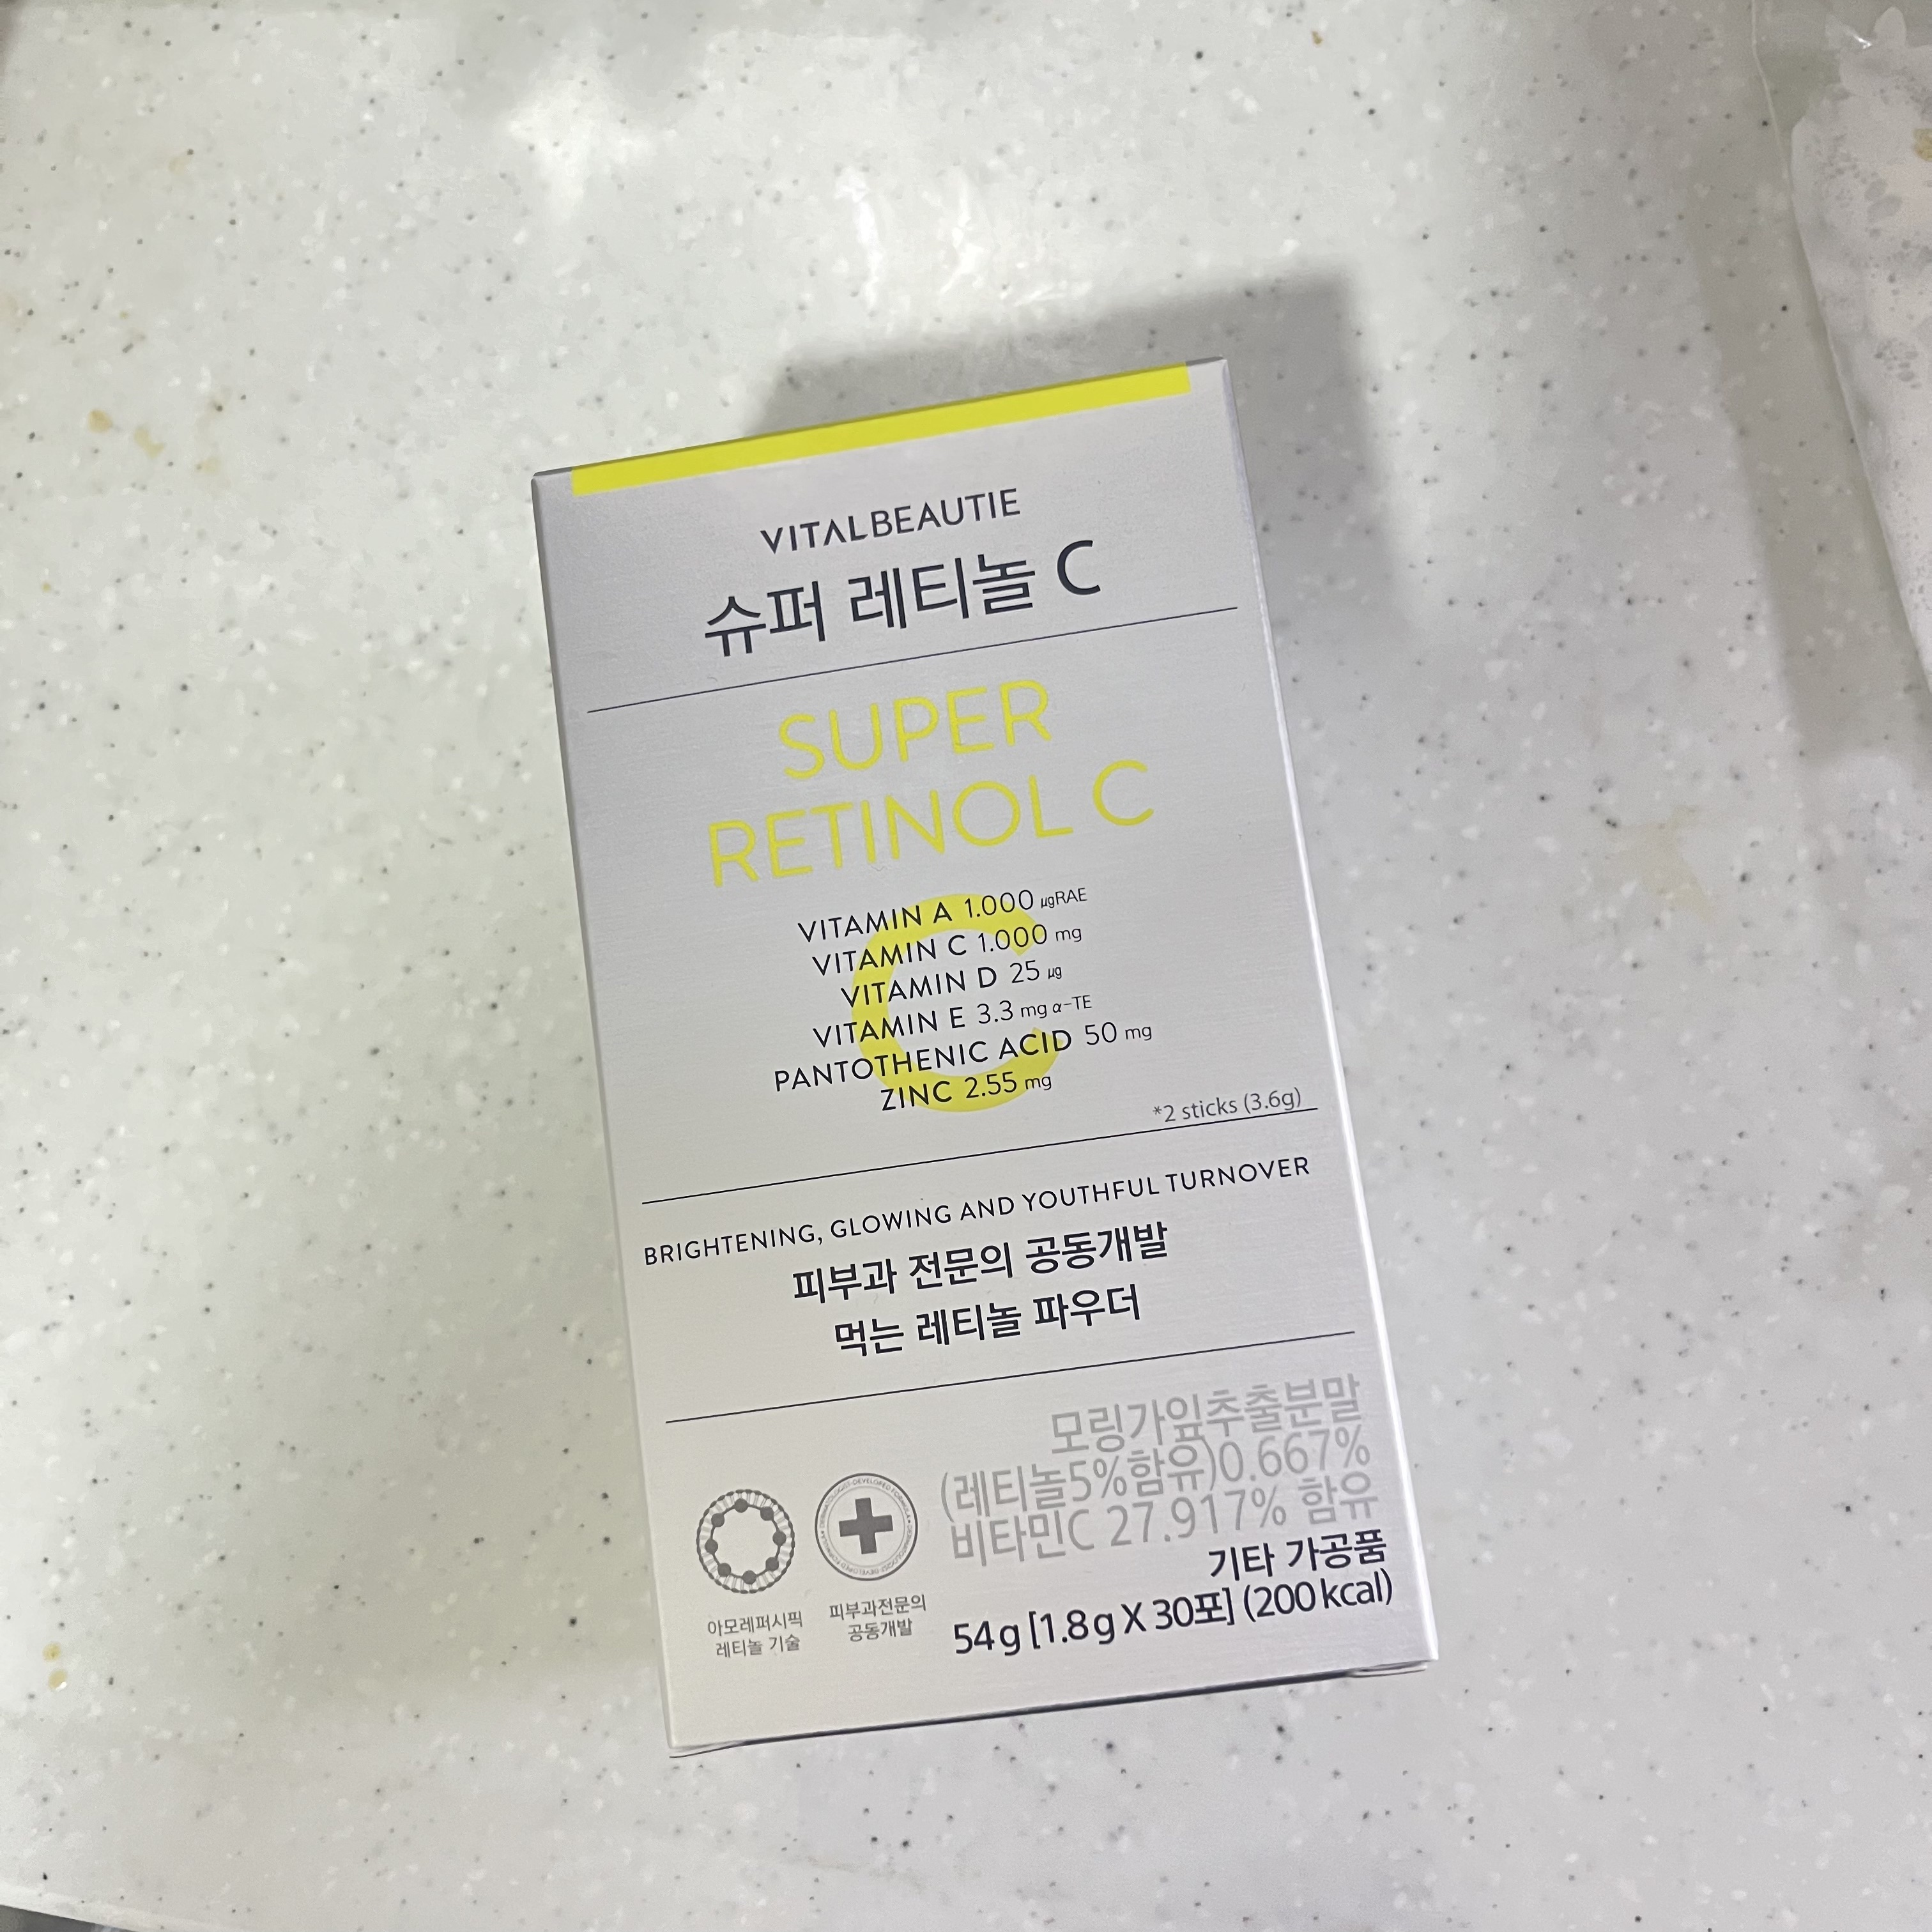 VITALBEAUTIE
슈퍼 레티놀 C
SUPER
RETINOL C
VITAMIN A 1.000 μgRAE
VITAMIN C 1.000 mg
VITAMIN D 25 μg
VITAMIN E 3.3 mg α-TE
PANTOTHENIC ACID 50 mg
ZINC 2.55 mg
*2 sticks (3.6g)
BRIGHTENING, GLOWING AND YOUTHFUL TURNOVER
피부과 전문의 공동개발
먹는 레티놀 파우더
모링가잎추출분말
(레티놀5%함유)0.667%
비타민C 27.917% 함유
기타 가공품
54g [1.8g X 30포] (200kcal)
아모레퍼시픽
레티놀 기술
피부과전문의
공동개발